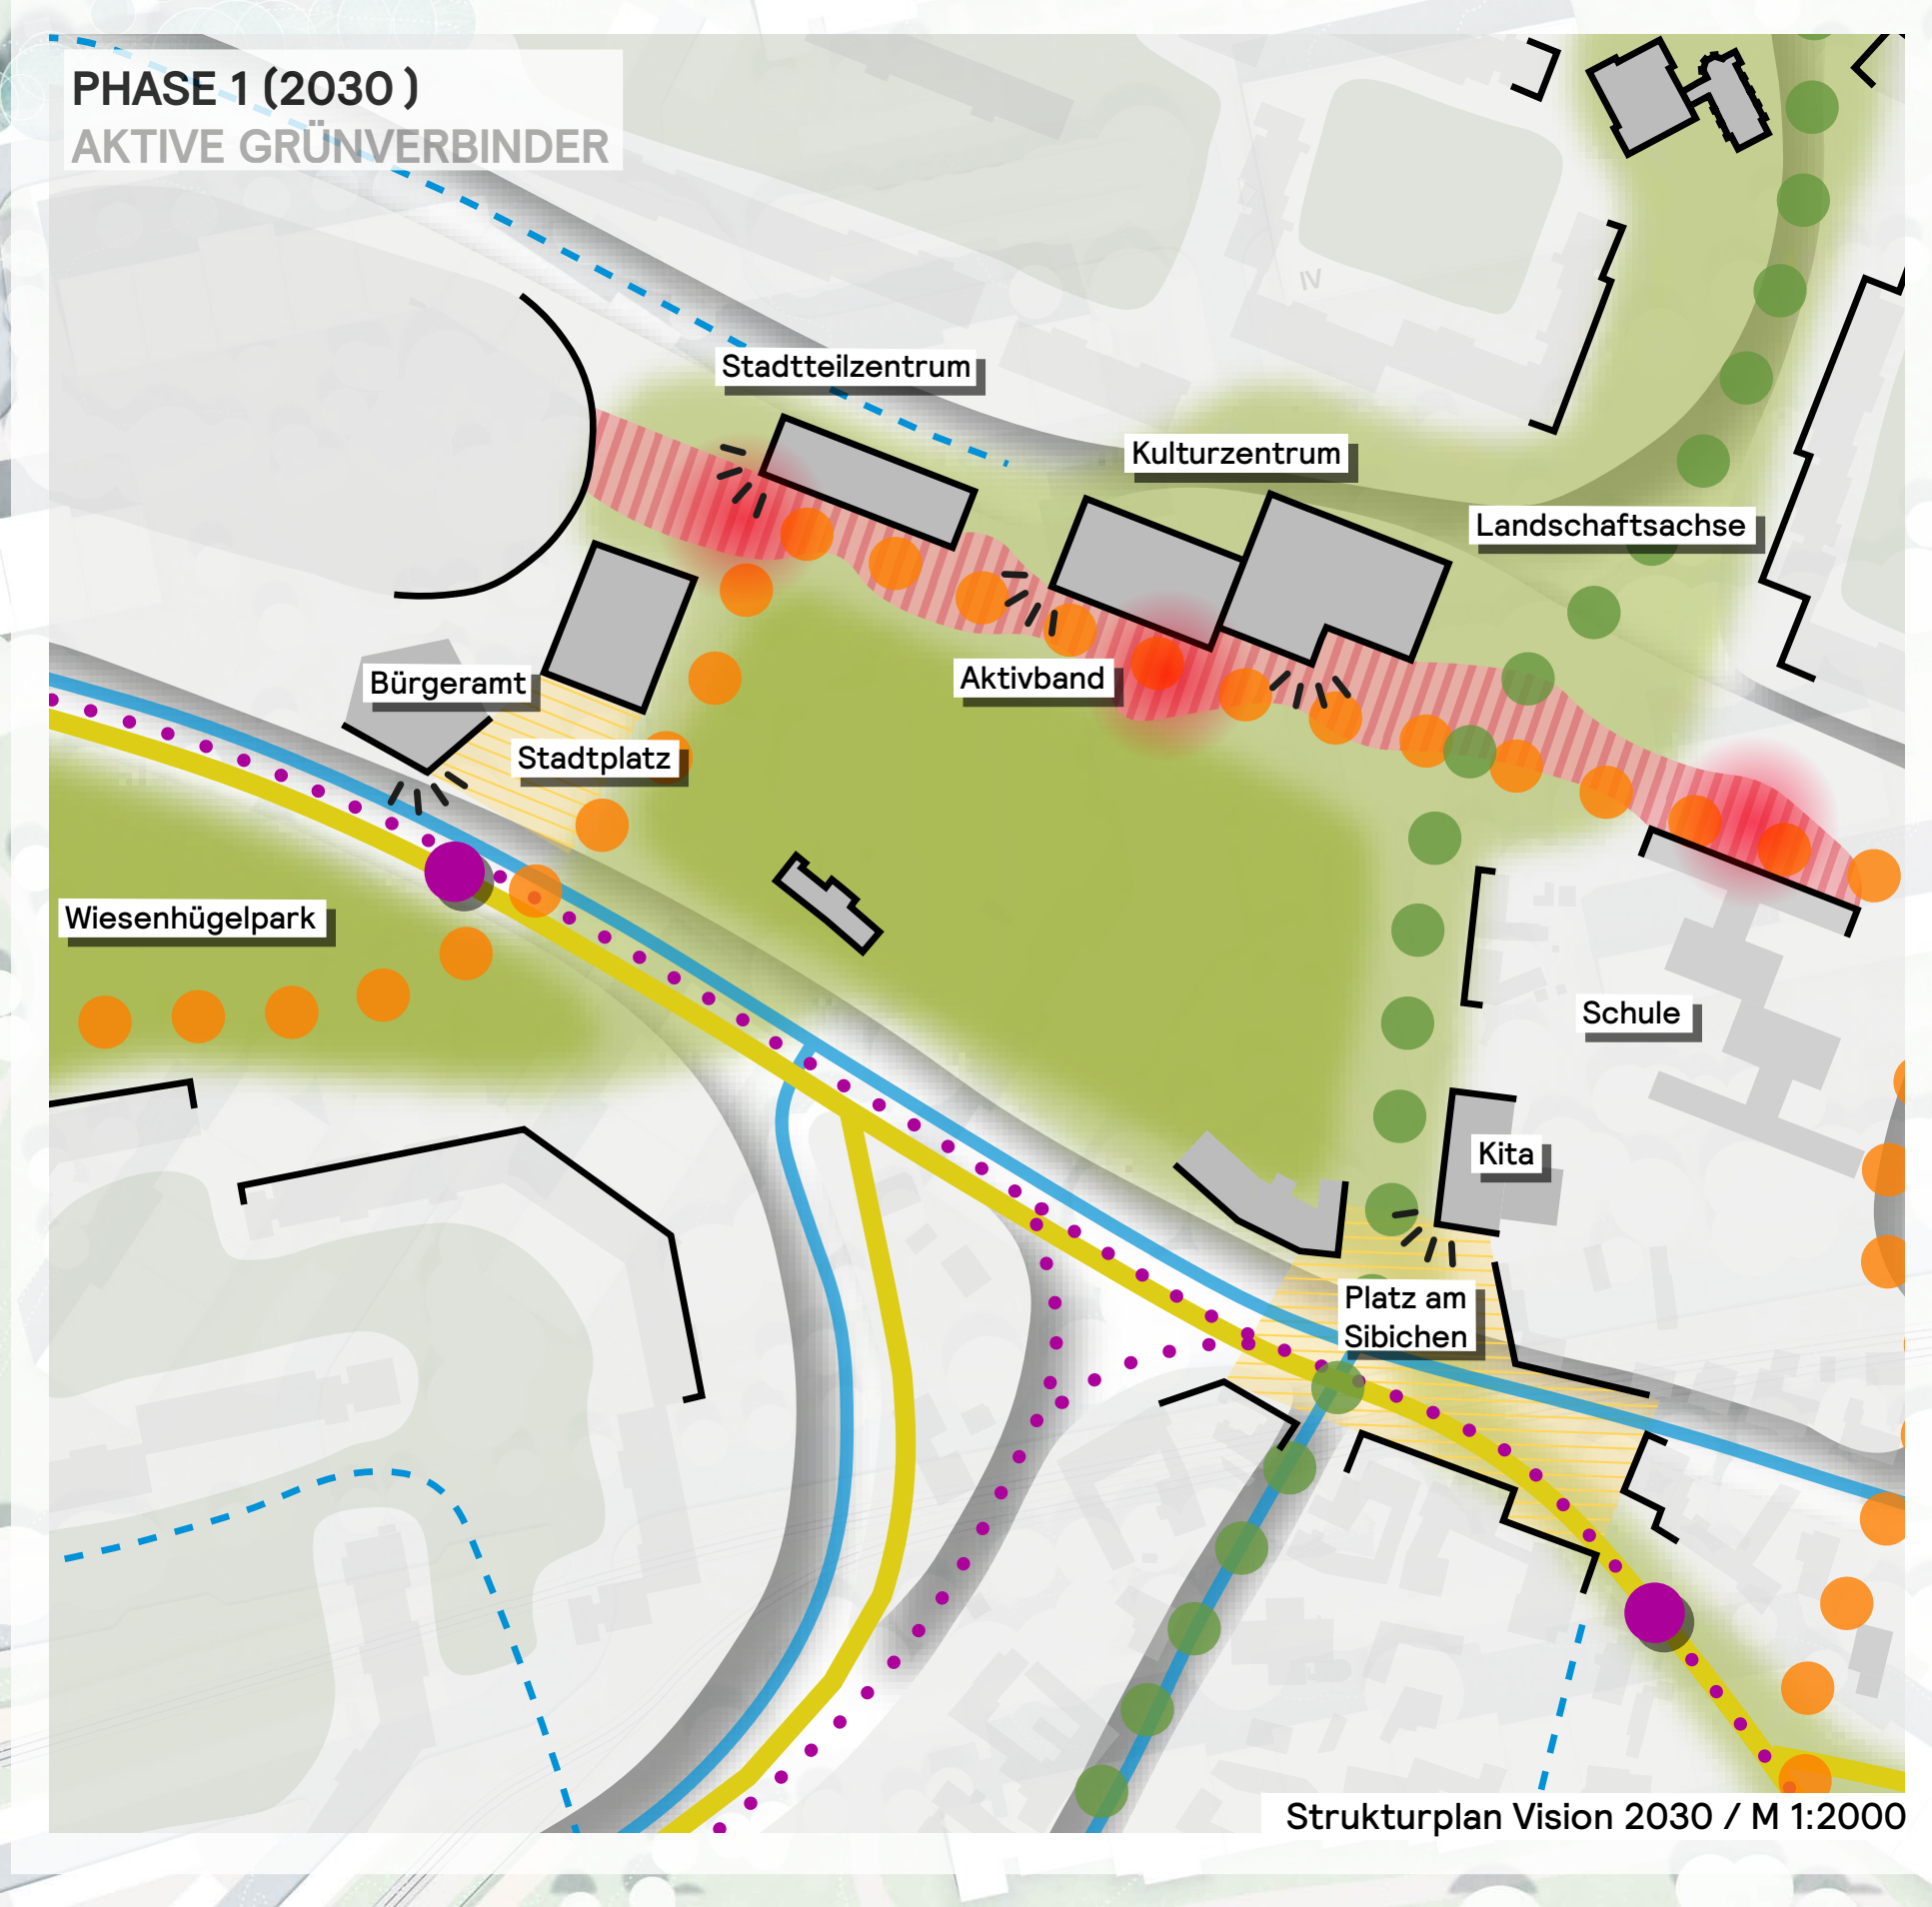 PHASE 1 (2030 )
AKTIVE GRÜNVERBINDER
IV
Stadtteilzentrum
Kulturzentrum
Landschaftsachse
Bürgeramt
Aktivband
Stadtplatz
Wiesenhügelpark
Schule
Kita
Platz am
Sibichen
Strukturplan Vision 2030 / M 1:2000